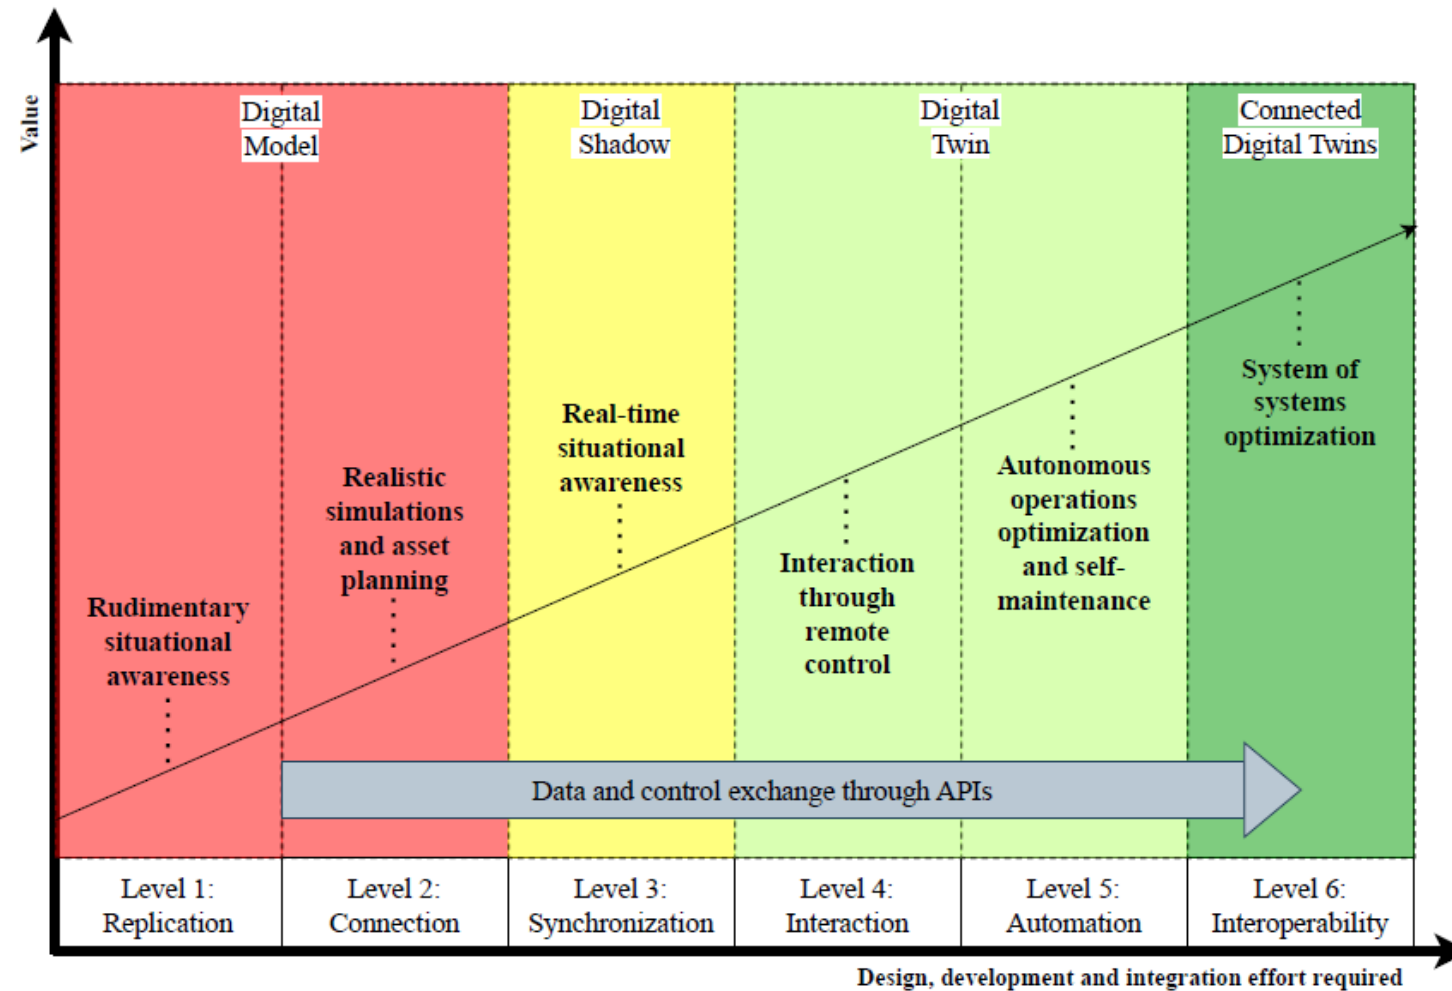 Value
Digital
Model
Digital
Shadow
Digital
Twin
Connected
Digital Twins
Rudimentary
situational
awareness
Realistic
simulations
and asset
planning
Real-time
situational
awareness
Interaction
through
remote
control
Autonomous
operations
optimization
and self-
maintenance
System of
systems
optimization
Data and control exchange through APIs
Level 1:
Replication
Level 2:
Connection
Level 3:
Synchronization
Level 4:
Interaction
Level 5:
Automation
Level 6:
Interoperability
Design, development and integration effort required